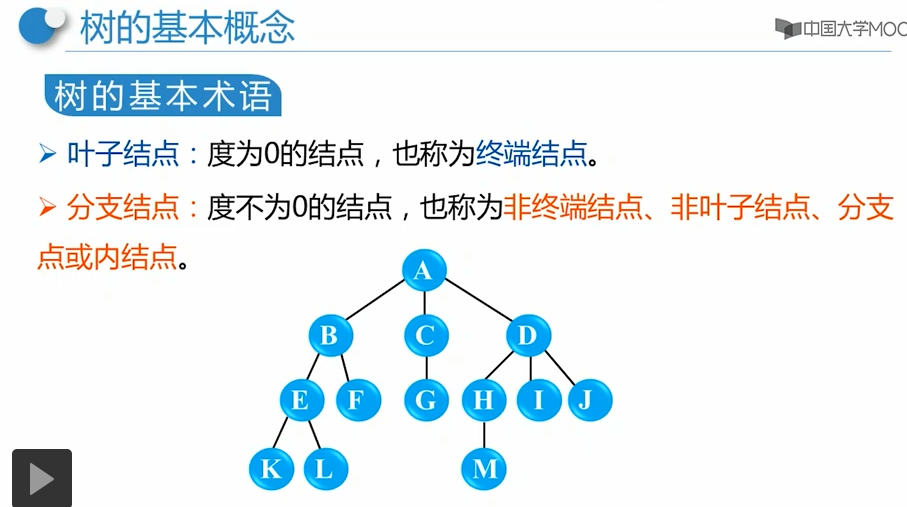 树的基本概念
中国大学MOO
树的基本术语
叶子结点：度为0的结点，也称为终端结点。
分支结点：度不为0的结点，也称为非终端结点、非叶子结点、分支
点或内结点。
A
B C D
E F G H I J
K L M